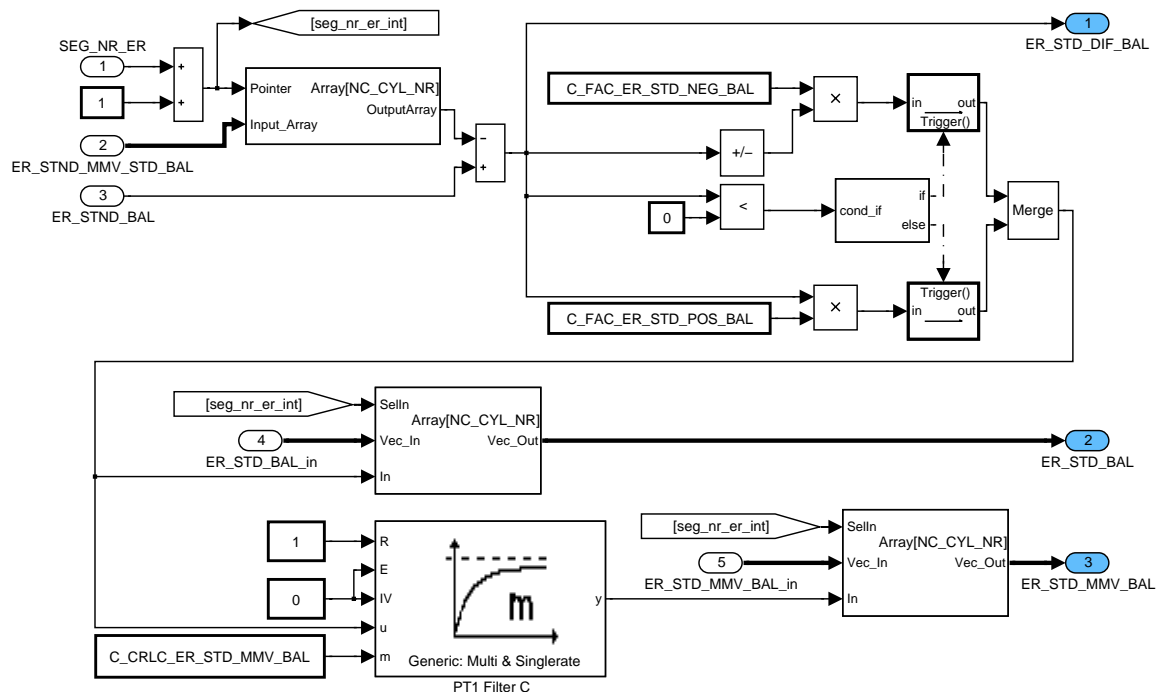 [seg_nr_er_int]
1
ER_STD_DIF_BAL
SEG_NR_ER
1
+
+
1
Pointer
Array[NC_CYL_NR]
OutputArray
Input_Array
2
ER_STND_MMV_STD_BAL
3
ER_STND_BAL
−
+
C_FAC_ER_STD_NEG_BAL
×
in
out
Trigger()
+/−
0
<
cond_if
if
else
Merge
C_FAC_ER_STD_POS_BAL
×
Trigger()
in
out
[seg_nr_er_int]
SelIn
Array[NC_CYL_NR]
4
ER_STD_BAL_in
Vec_In
Vec_Out
In
2
ER_STD_BAL
1
0
C_CRLC_ER_STD_MMV_BAL
R
E
IV
u
m
m
y
Generic: Multi & Singlerate
PT1 Filter C
[seg_nr_er_int]
5
ER_STD_MMV_BAL_in
SelIn
Array[NC_CYL_NR]
Vec_In
Vec_Out
In
3
ER_STD_MMV_BAL